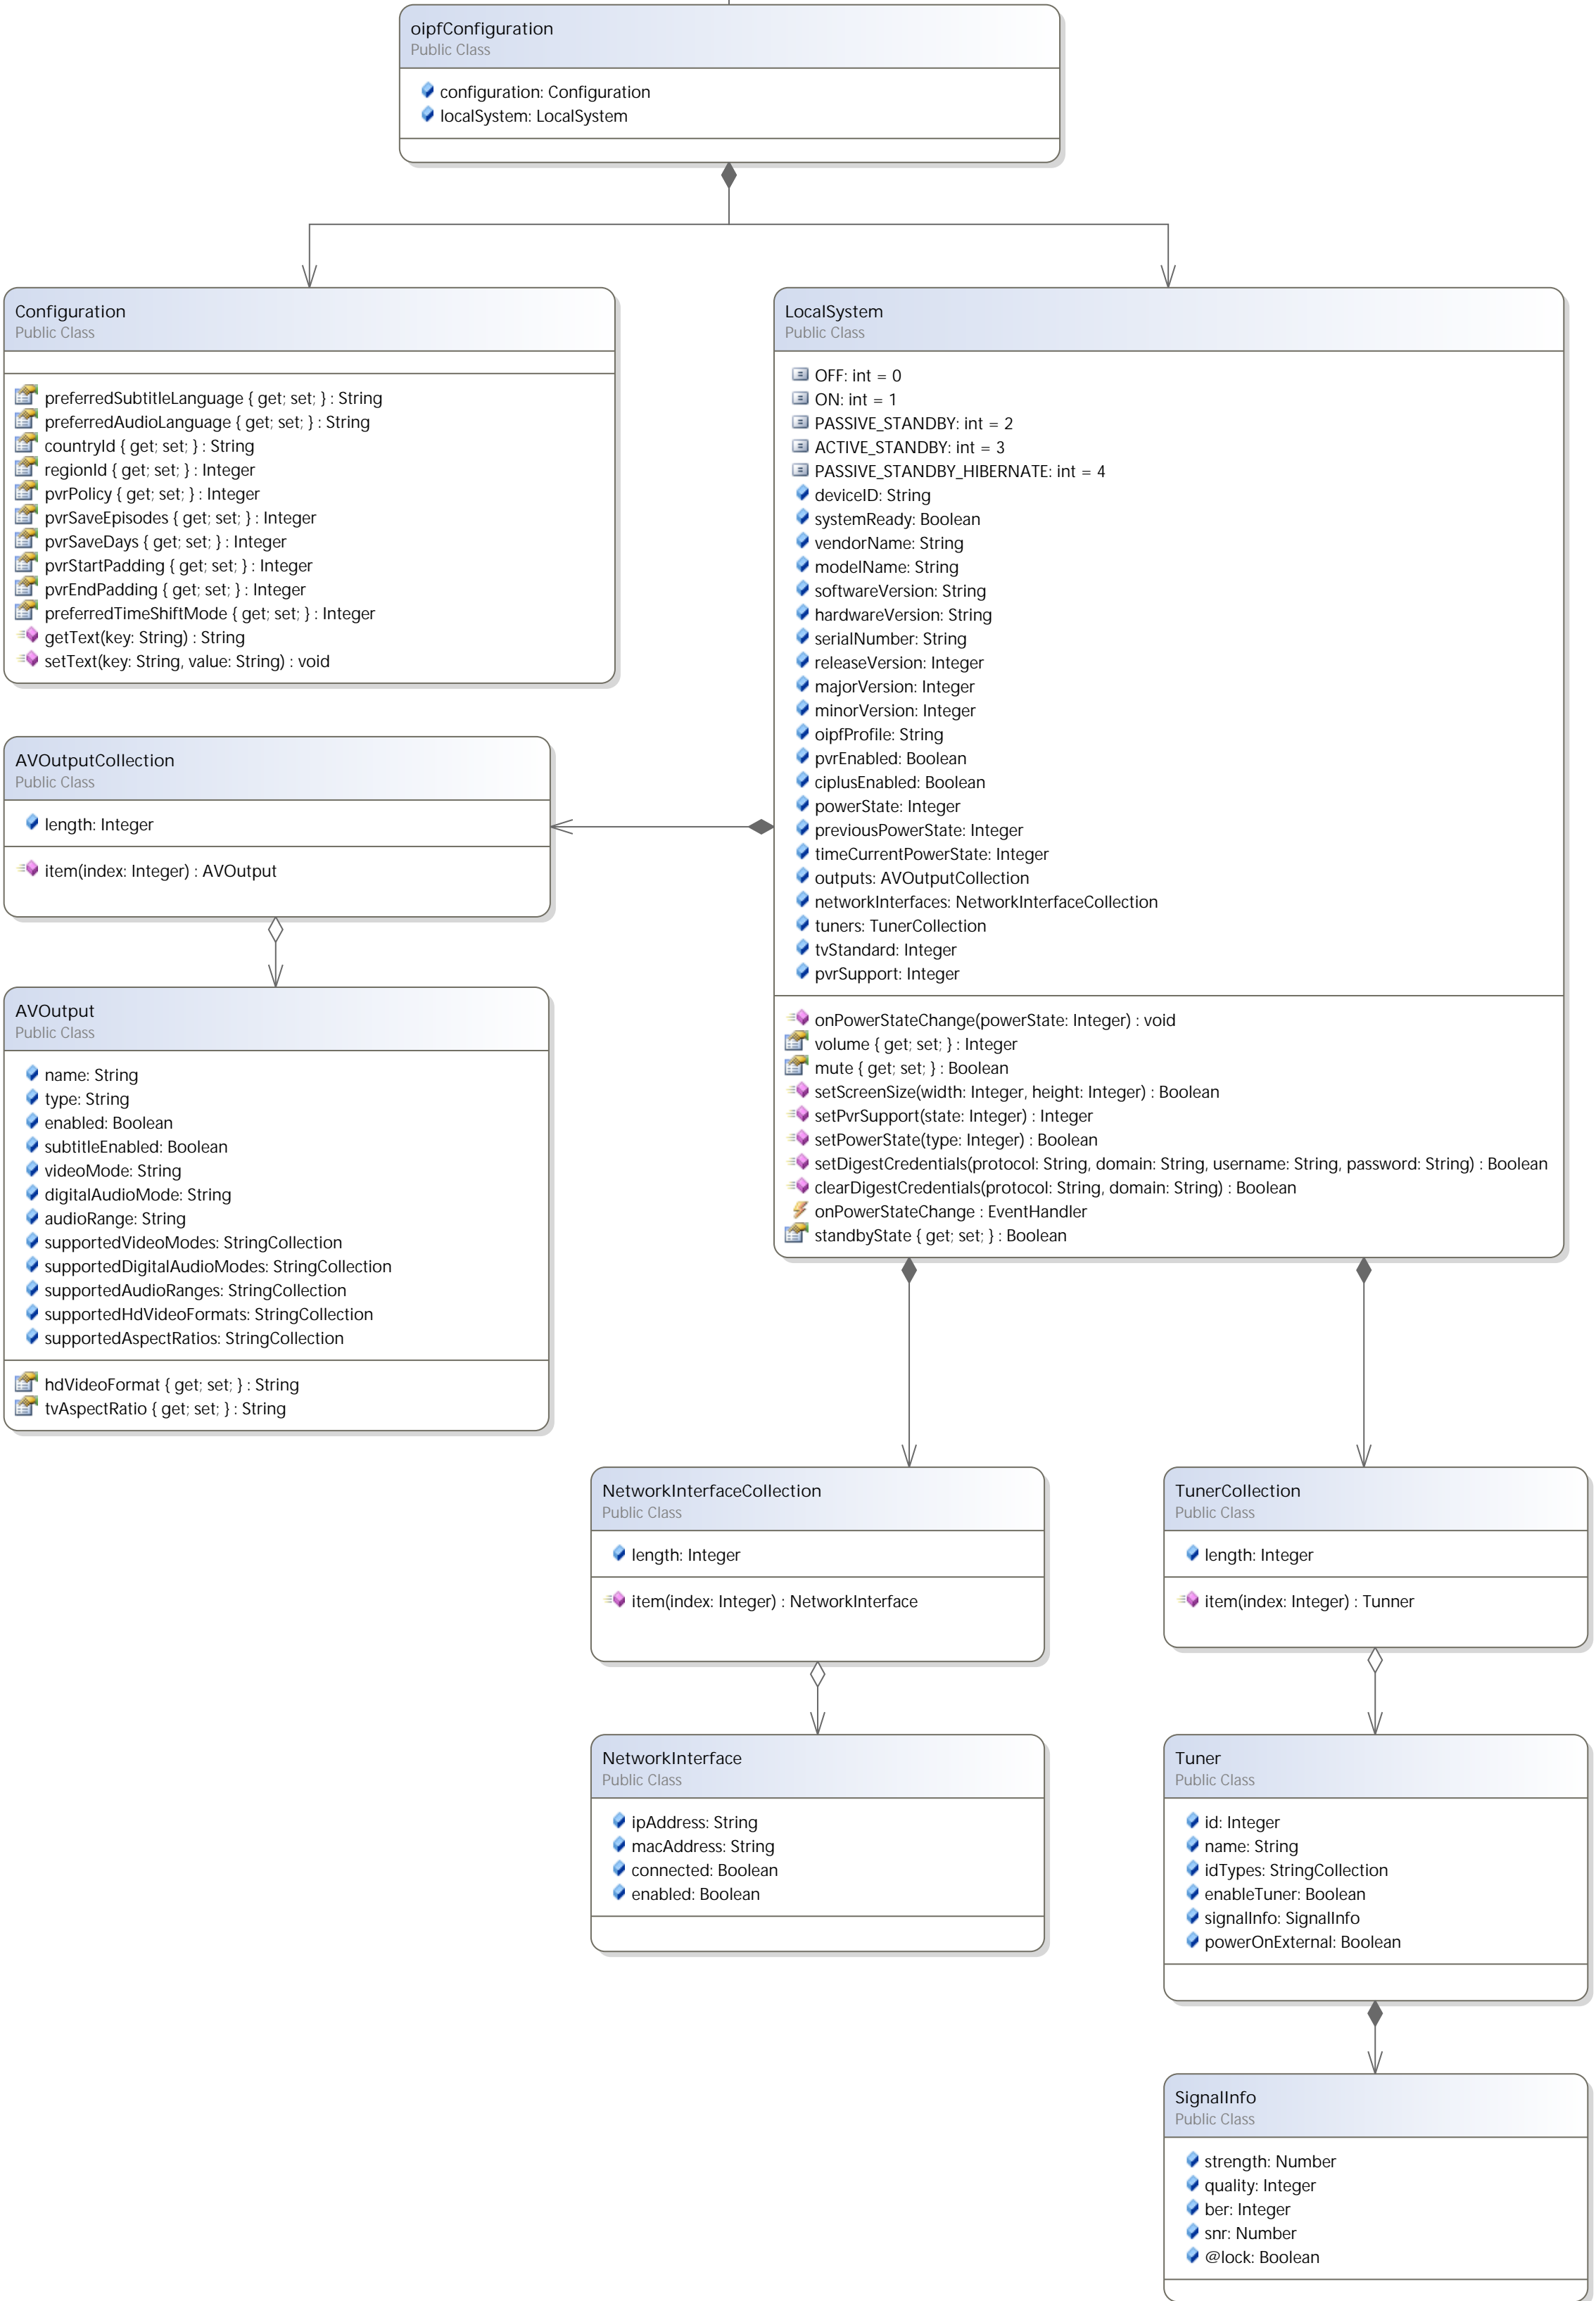 oipfConfiguration
Public Class
configuration: Configuration
localSystem: LocalSystem
Configuration
Public Class
preferredSubtitleLanguage { get; set; } : String
preferredAudioLanguage { get; set; } : String
countryId { get; set; } : String
regionId { get; set; } : Integer
pvrPolicy { get; set; } : Integer
pvrSaveEpisodes { get; set; } : Integer
pvrSaveDays { get; set; } : Integer
pvrStartPadding { get; set; } : Integer
pvrEndPadding { get; set; } : Integer
preferredTimeShiftMode { get; set; } : Integer
getText(key: String) : String
setText(key: String, value: String) : void
LocalSystem
Public Class
OFF: int = 0
ON: int = 1
PASSIVE_STANDBY: int = 2
ACTIVE_STANDBY: int = 3
PASSIVE_STANDBY_HIBERNATE: int = 4
deviceID: String
systemReady: Boolean
vendorName: String
modelName: String
softwareVersion: String
hardwareVersion: String
serialNumber: String
releaseVersion: Integer
majorVersion: Integer
minorVersion: Integer
oipfProfile: String
pvrEnabled: Boolean
ciplusEnabled: Boolean
powerState: Integer
previousPowerState: Integer
timeCurrentPowerState: Integer
outputs: AVOutputCollection
networkInterfaces: NetworkInterfaceCollection
tuners: TunerCollection
tvStandard: Integer
pvrSupport: Integer
onPowerStateChange(powerState: Integer) : void
volume { get; set; } : Integer
mute { get; set; } : Boolean
setScreenSize(width: Integer, height: Integer) : Boolean
setPvrSupport(state: Integer) : Integer
setPowerState(type: Integer) : Boolean
setDigestCredentials(protocol: String, domain: String, username: String, password: String) : Boolean
clearDigestCredentials(protocol: String, domain: String) : Boolean
onPowerStateChange : EventHandler
standbyState { get; set; } : Boolean
AVOutputCollection
Public Class
length: Integer
item(index: Integer) : AVOutput
AVOutput
Public Class
name: String
type: String
enabled: Boolean
subtitleEnabled: Boolean
videoMode: String
digitalAudioMode: String
audioRange: String
supportedVideoModes: StringCollection
supportedDigitalAudioModes: StringCollection
supportedAudioRanges: StringCollection
supportedHdVideoFormats: StringCollection
supportedAspectRatios: StringCollection
hdVideoFormat { get; set; } : String
tvAspectRatio { get; set; } : String
NetworkInterfaceCollection
Public Class
length: Integer
item(index: Integer) : NetworkInterface
NetworkInterface
Public Class
ipAddress: String
macAddress: String
connected: Boolean
enabled: Boolean
TunerCollection
Public Class
length: Integer
item(index: Integer) : Tunner
Tuner
Public Class
id: Integer
name: String
idTypes: StringCollection
enableTuner: Boolean
signalInfo: SignalInfo
powerOnExternal: Boolean
SignalInfo
Public Class
strength: Number
quality: Integer
ber: Integer
snr: Number
@lock: Boolean